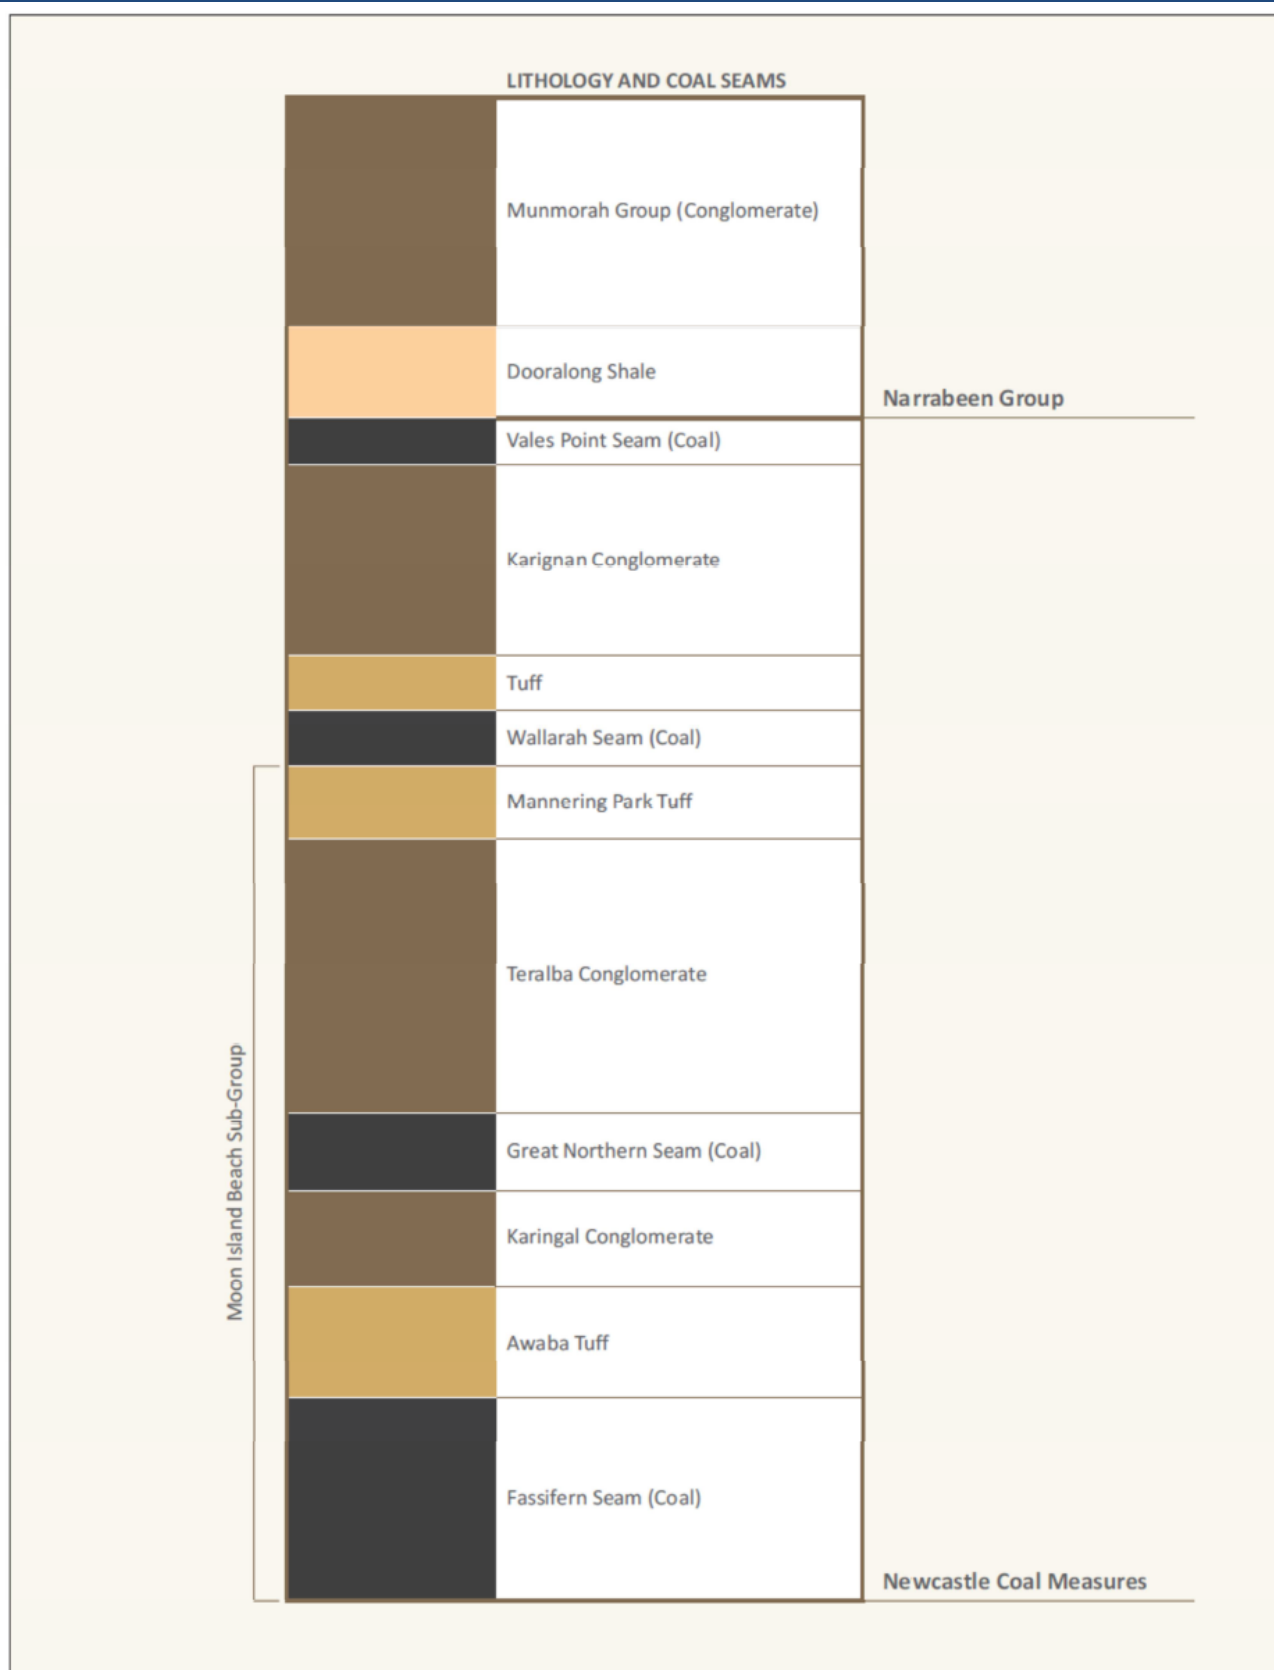 LITHOLOGY AND COAL SEAMS
Munmorah Group (Conglomerate)
Dooralong Shale
Narrabeen Group
Vales Point Seam (Coal)
Karignan Conglomerate
Tuff
Wallarah Seam (Coal)
Mannering Park Tuff
Teralba Conglomerate
Moon Island Beach Sub-Group
Great Northern Seam (Coal)
Karingal Conglomerate
Awaba Tuff
Fassifern Seam (Coal)
Newcastle Coal Measures